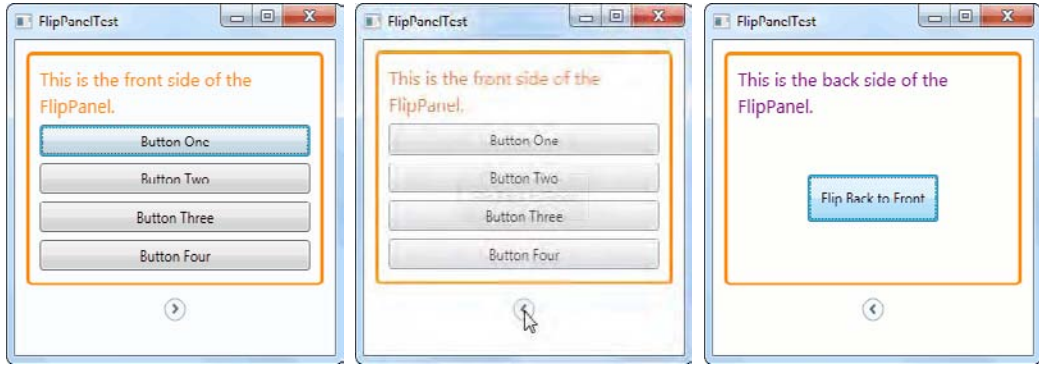 FlipPanelTest
This is the front side of the
FlipPanel.
Button One
Button Two
Button Three
Button Four
FlipPanelTest
This is the front side of the
FlipPanel.
Button One
Button Two
Button Three
Button Four
FlipPanelTest
This is the back side of the
FlipPanel.
Flip Back to Front